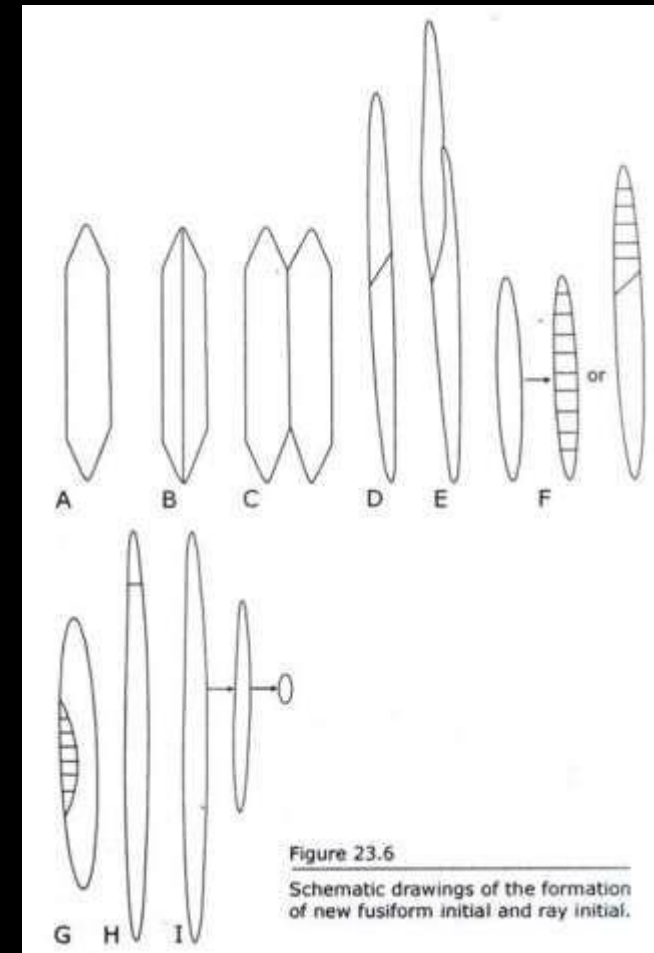 or
A B C D E F
G H I
Figure 23.6
Schematic drawings of the formation
of new fusiform initial and ray initial.